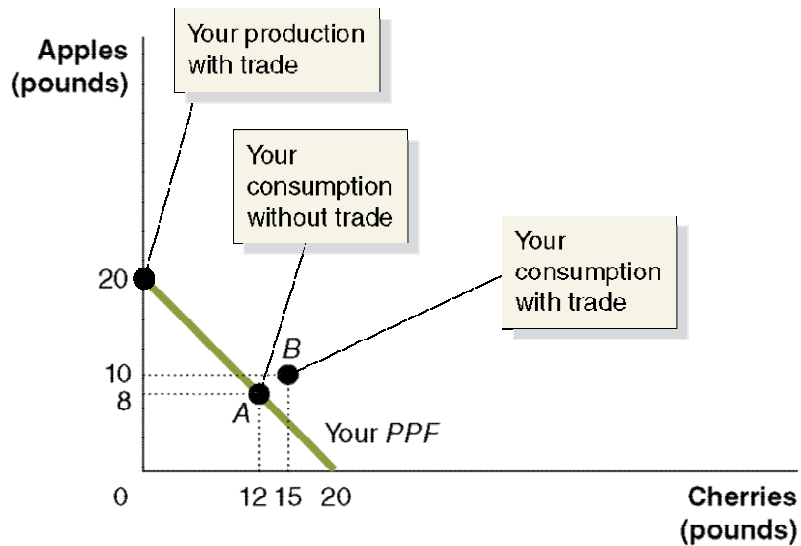 Your production
with trade
Apples
(pounds)
Your
consumption
without trade
Your
consumption
with trade
20
B
10
8
A
Your PPF
0
12 15 20
Cherries
(pounds)